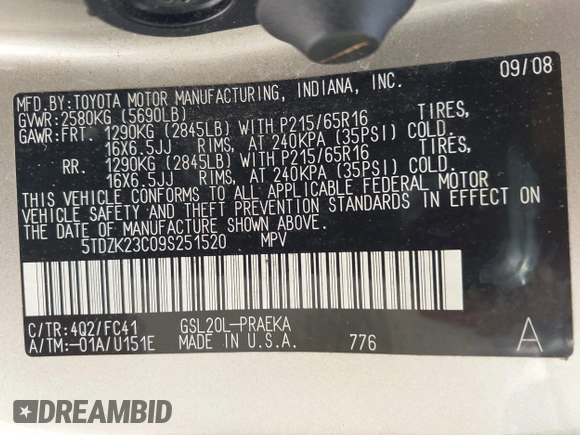 MFD.BY:TOYOTA MOTOR MANUFACTURING, INDIANA, INC. 09/08
GVWR:2580KG (5690LB)
GAWR:FRT. 1290KG (2845LB) WITH P215/65R16 TIRES,
16X6.5JJ RIMS, AT 240KPA (35PSI) COLD.
RR. 1290KG (2845LB) WITH P215/65R16 TIRES,
16X6.5JJ RIMS, AT 240KPA (35PSI) COLD.
THIS VEHICLE CONFORMS TO ALL APPLICABLE FEDERAL MOTOR
VEHICLE SAFETY AND THEFT PREVENTION STANDARDS IN EFFECT ON
THE DATE OF MANUFACTURE SHOWN ABOVE.
5TDZK23C09S251520 MPV
C/TR:4Q2/FC41 GSL20L-PRAEKA
A/TM:-01A/U151E MADE IN U.S.A. 776 A
DREAMBID